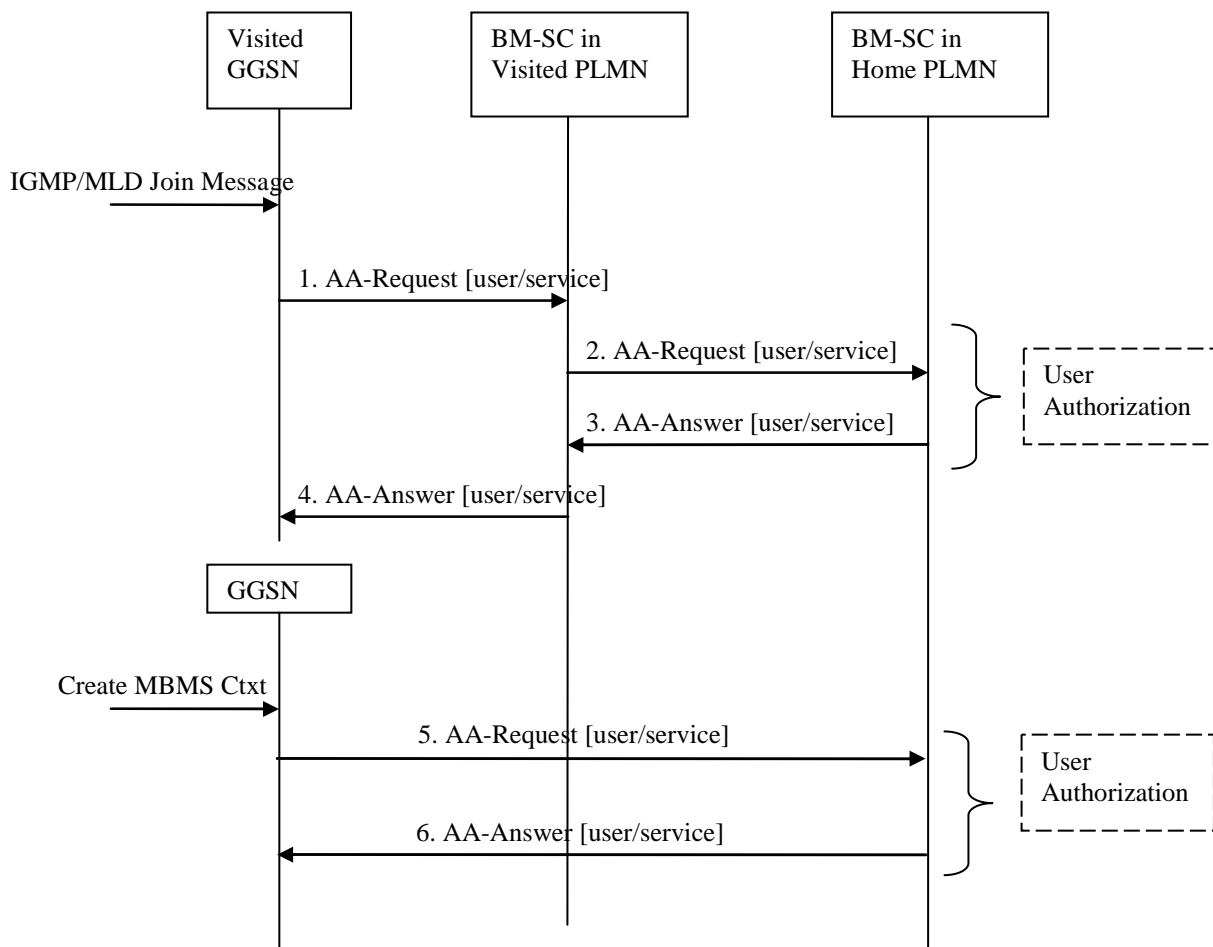 Visited
GGSN
BM-SC in
Visited PLMN
BM-SC in
Home PLMN
IGMP/MLD Join Message
1. AA-Request [user/service]
2. AA-Request [user/service]
User
Authorization
3. AA-Answer [user/service]
4. AA-Answer [user/service]
GGSN
Create MBMS Ctxt
5. AA-Request [user/service]
User
Authorization
6. AA-Answer [user/service]